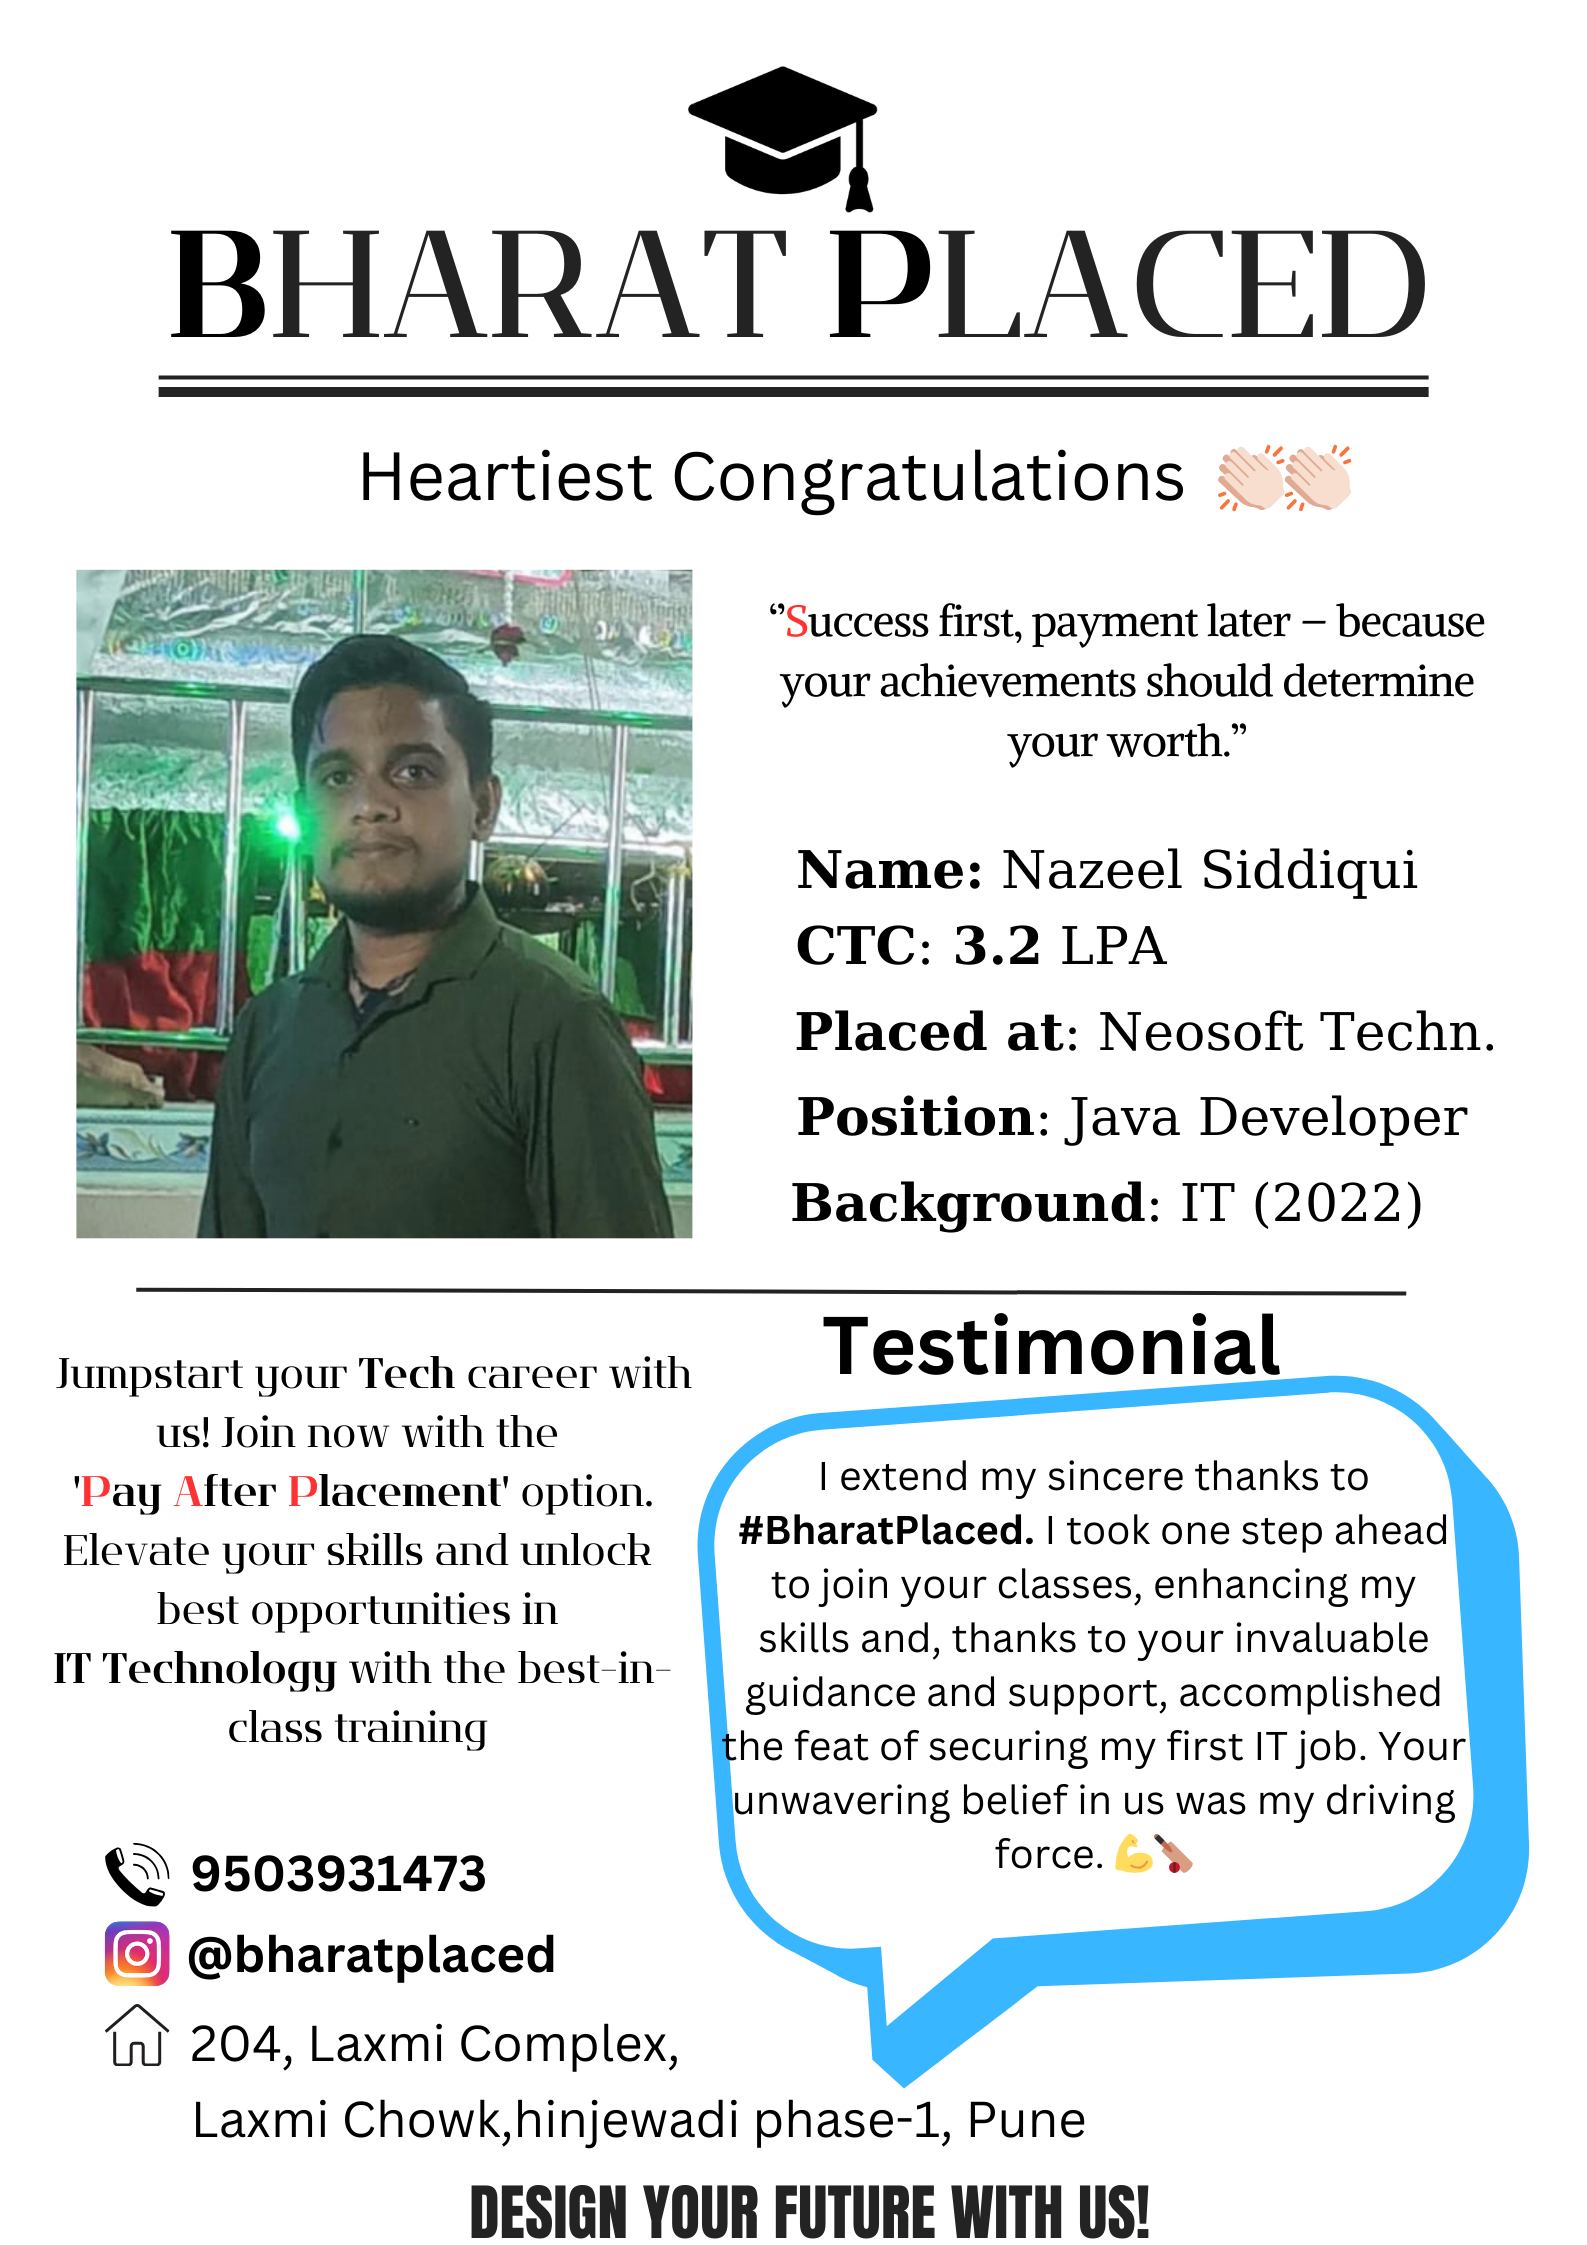 BHARAT PLACED
Heartiest Congratulations 👏🏻👏🏻
“Success first, payment later – because
your achievements should determine
your worth.”
Name: Nazeel Siddiqui
CTC: 3.2 LPA
Placed at: Neosoft Techn.
Position: Java Developer
Background: IT (2022)
Jumpstart your Tech career with
us! Join now with the
'Pay After Placement' option.
Elevate your skills and unlock
best opportunities in
IT Technology with the best-in-
class training
Testimonial
I extend my sincere thanks to
#BharatPlaced. I took one step ahead
to join your classes, enhancing my
skills and, thanks to your invaluable
guidance and support, accomplished
the feat of securing my first IT job. Your
unwavering belief in us was my driving
force. 💪🏏
9503931473
@bharatplaced
204, Laxmi Complex,
Laxmi Chowk,hinjewadi phase-1, Pune
DESIGN YOUR FUTURE WITH US!